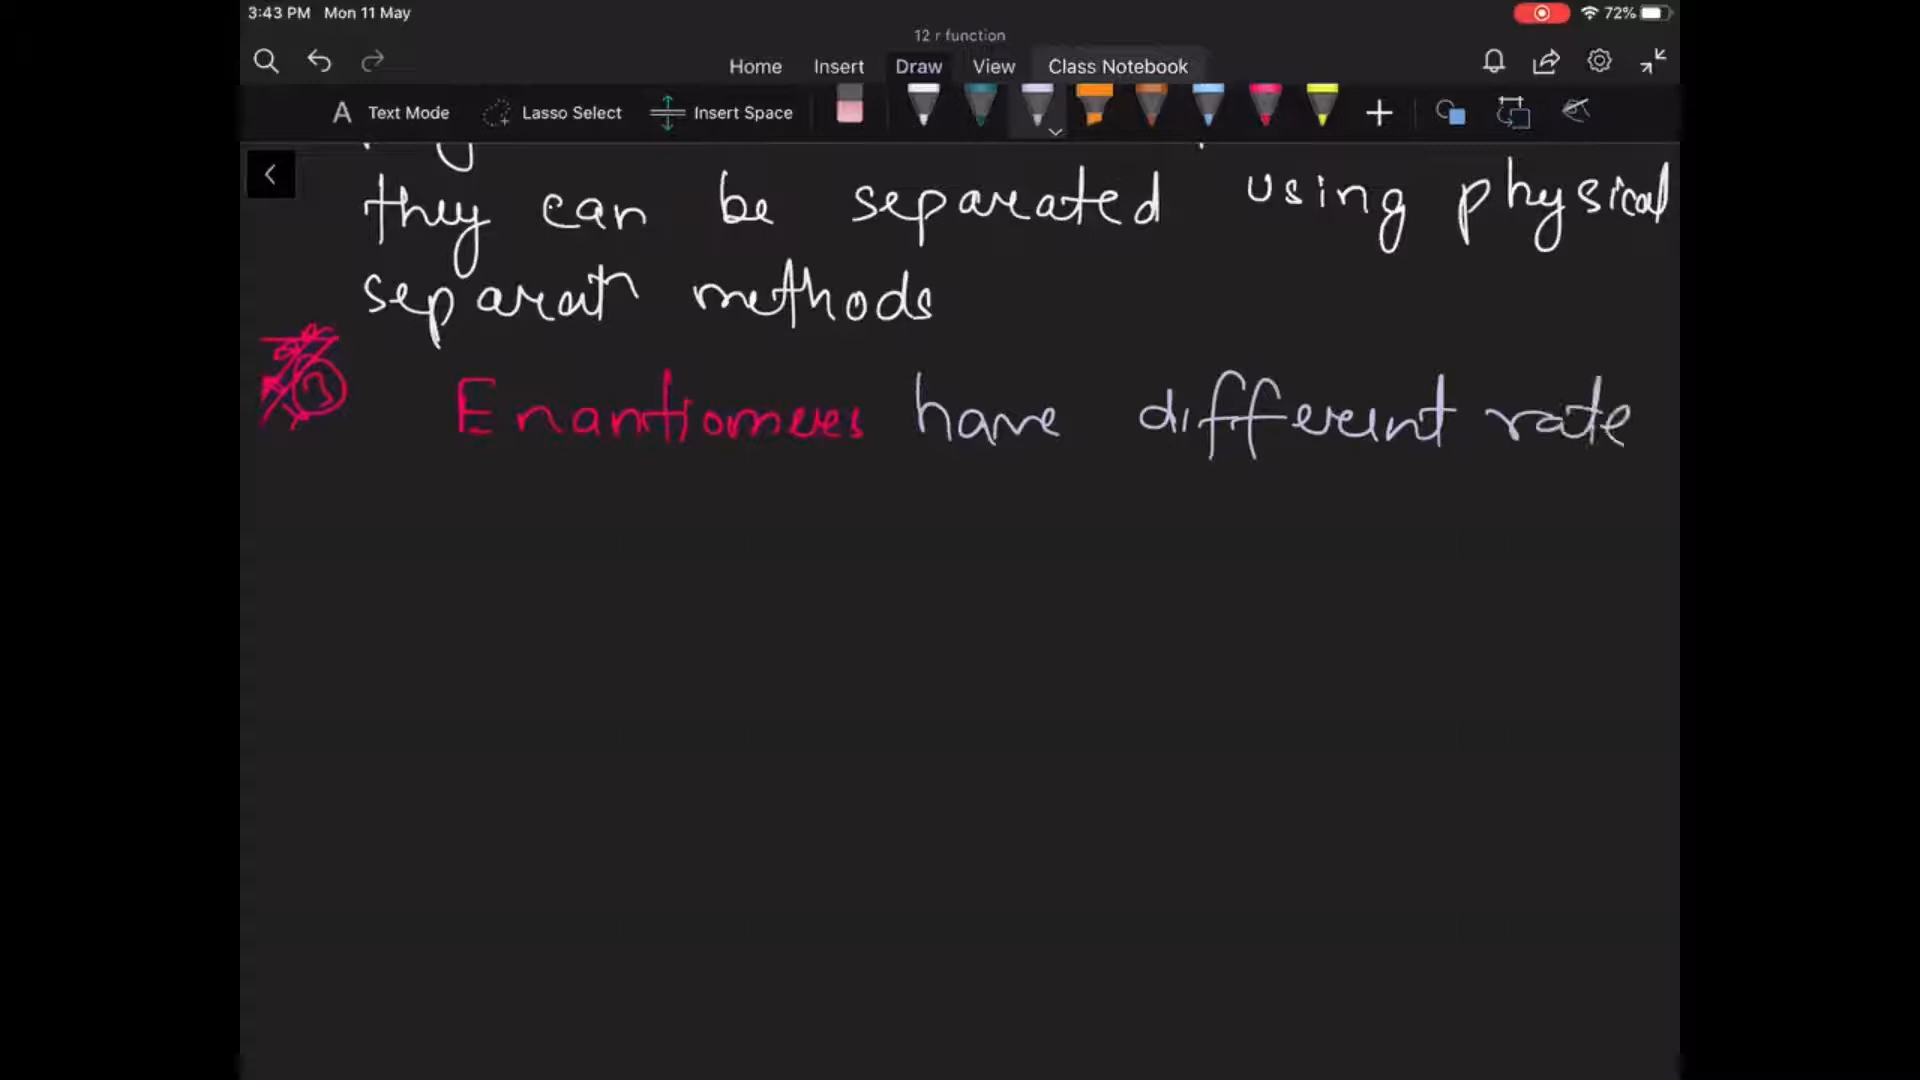 3:43 PM Mon 11 May
72%
12 r function
Home Insert Draw View Class Notebook
A Text Mode Lasso Select Insert Space
they can be separated using physical
separatn methods
Enantiomers have different rate